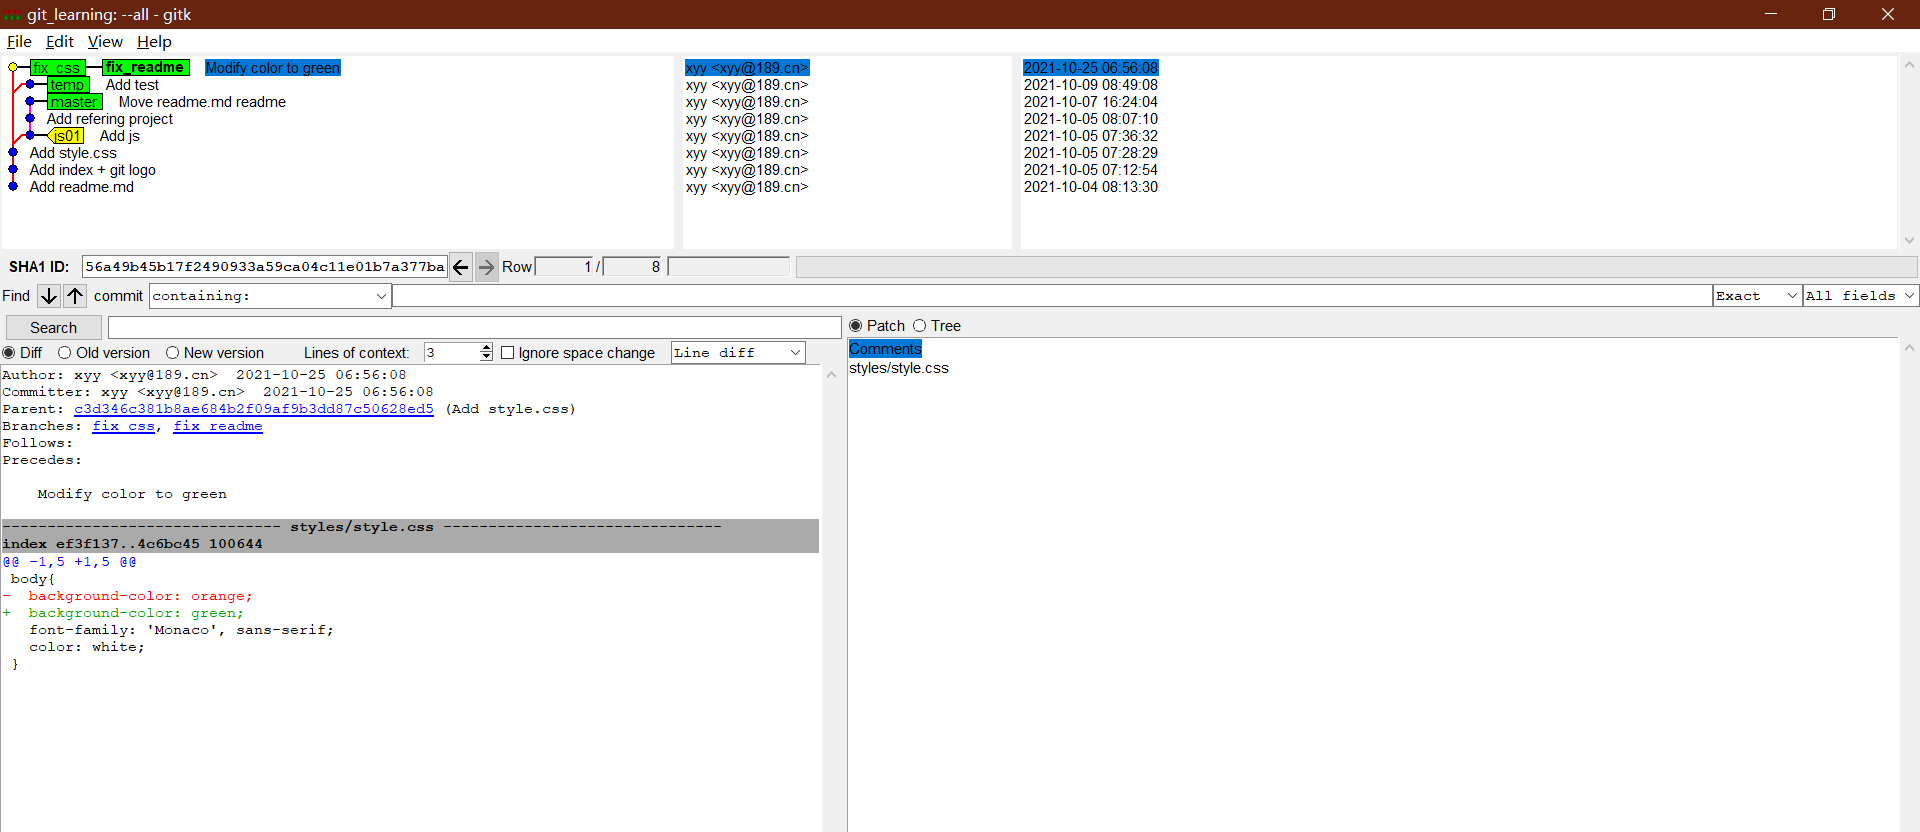 git_learning: --all - gitk
File Edit View Help
fix_css fix_readme Modify color to green xyy <xyy@189.cn> 2021-10-25 06:56:08
temp Add test xyy <xyy@189.cn> 2021-10-09 08:49:08
master Move readme.md readme xyy <xyy@189.cn> 2021-10-07 16:24:04
Add refering project xyy <xyy@189.cn> 2021-10-05 08:07:10
js01 Add js xyy <xyy@189.cn> 2021-10-05 07:36:32
Add style.css xyy <xyy@189.cn> 2021-10-05 07:28:29
Add index + git logo xyy <xyy@189.cn> 2021-10-05 07:12:54
Add readme.md xyy <xyy@189.cn> 2021-10-04 08:13:30
SHA1 ID: 56a49b45b17f2490933a59ca04c11e01b7a377ba Row 1 / 8
Find commit containing: Exact All fields
Search
Patch Tree
Diff Old version New version Lines of context: 3 Ignore space change Line diff
Comments
styles/style.css
Author: xyy <xyy@189.cn> 2021-10-25 06:56:08
Committer: xyy <xyy@189.cn> 2021-10-25 06:56:08
Parent: c3d346c381b8ae684b2f09af9b3dd87c50628ed5 (Add style.css)
Branches: fix_css, fix_readme
Follows:
Precedes:
Modify color to green
------------------------------- styles/style.css -------------------------------
index ef3f137..4c6bc45 100644
@@ -1,5 +1,5 @@
body{
- background-color: orange;
+ background-color: green;
font-family: 'Monaco', sans-serif;
color: white;
}